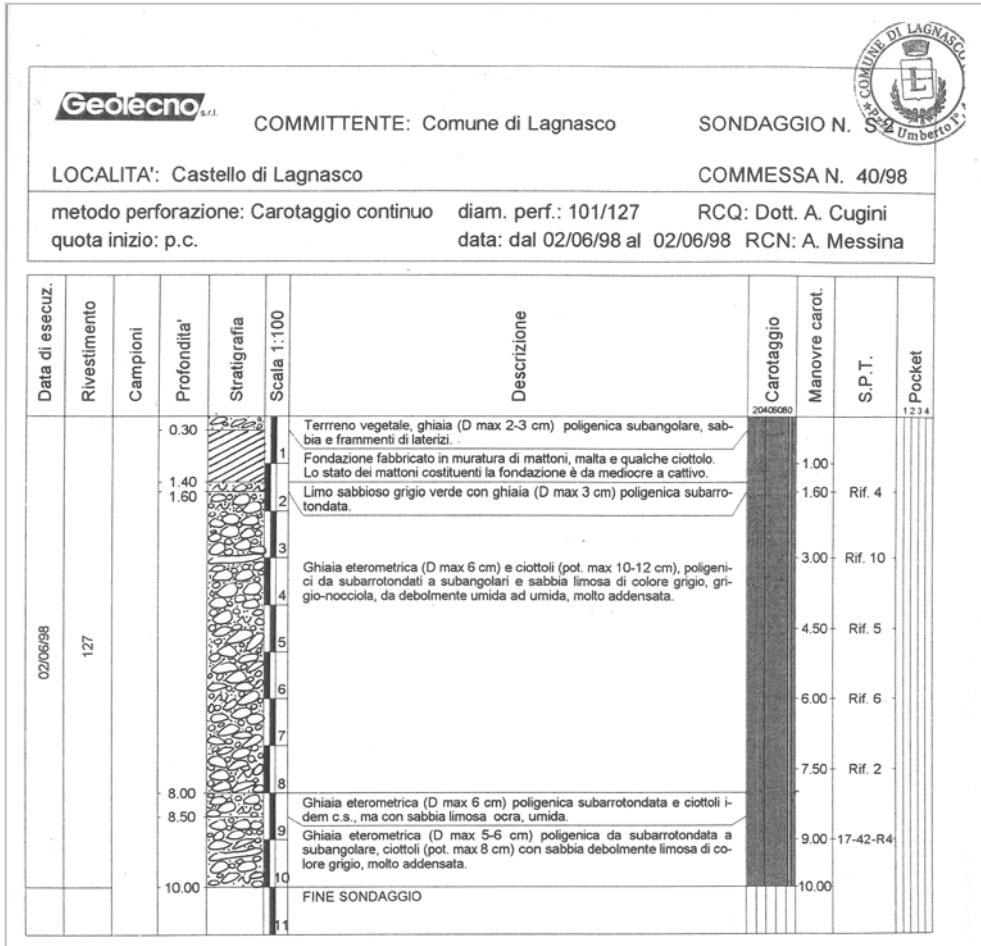 COMUNE DI LAGNASCO
P.zza Umberto I°,
Geotecno s.r.l.
COMMITTENTE: Comune di Lagnasco
SONDAGGIO N. S 2
LOCALITA': Castello di Lagnasco
COMMESSA N. 40/98
metodo perforazione: Carotaggio continuo diam. perf.: 101/127 RCQ: Dott. A. Cugini
quota inizio: p.c. data: dal 02/06/98 al 02/06/98 RCN: A. Messina
Data di esecuz.
Rivestimento
Campioni
Profondita'
Stratigrafia
Scala 1:100
Descrizione
Carotaggio
20406080
Manovre carot.
S.P.T.
Pocket
1 2 3 4
02/06/98
127
0.30
1.40
1.60
8.00
8.50
10.00
1
2
3
4
5
6
7
8
9
10
11
Terrreno vegetale, ghiaia (D max 2-3 cm) poligenica subangolare, sab-
bia e frammenti di laterizi.
Fondazione fabbricato in muratura di mattoni, malta e qualche ciottolo.
Lo stato dei mattoni costituenti la fondazione è da mediocre a cattivo.
Limo sabbioso grigio verde con ghiaia (D max 3 cm) poligenica subarro-
tondata.
Ghiaia eterometrica (D max 6 cm) e ciottoli (pot. max 10-12 cm), poligeni-
ci da subarrotondati a subangolari e sabbia limosa di colore grigio, gri-
gio-nocciola, da debolmente umida ad umida, molto addensata.
Ghiaia eterometrica (D max 6 cm) poligenica subarrotondata e ciottoli i-
dem c.s., ma con sabbia limosa ocra, umida.
Ghiaia eterometrica (D max 5-6 cm) poligenica da subarrotondata a
subangolare, ciottoli (pot. max 8 cm) con sabbia debolmente limosa di co-
lore grigio, molto addensata.
FINE SONDAGGIO
1.00
1.60 Rif. 4
3.00 Rif. 10
4.50 Rif. 5
6.00 Rif. 6
7.50 Rif. 2
9.00 17-42-R4
10.00